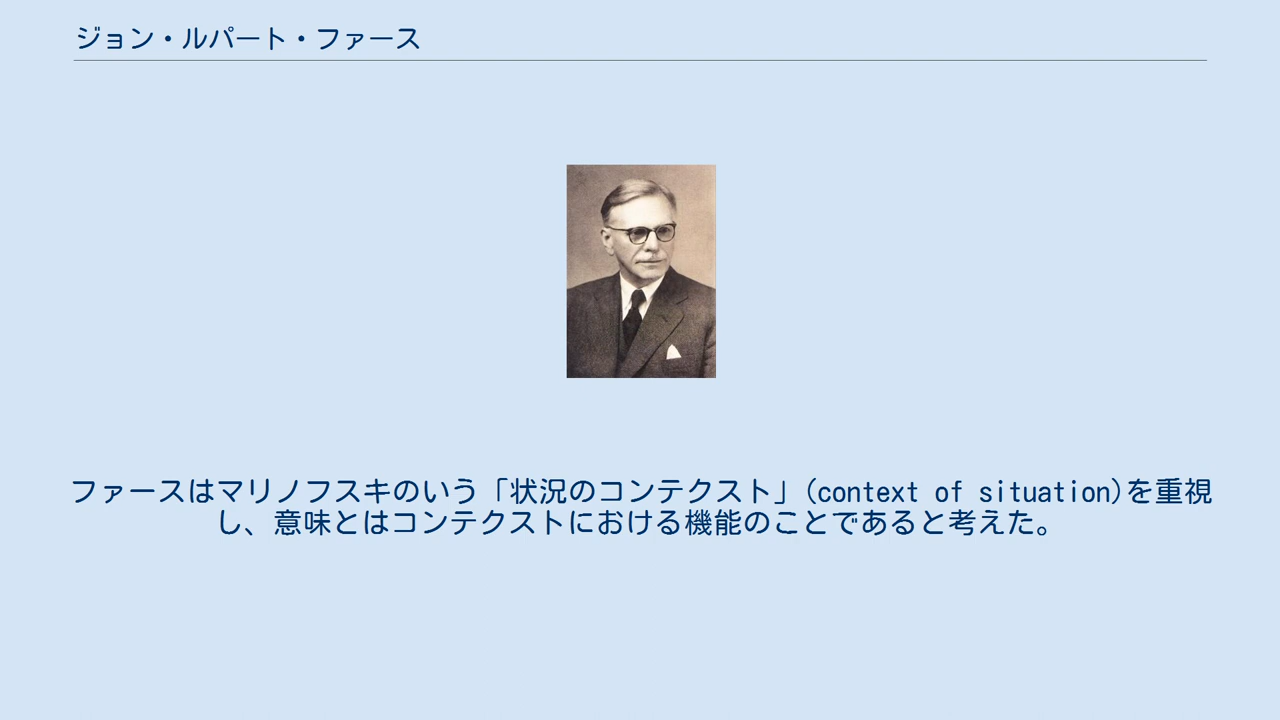 ジョン・ルパート・ファース
ファースはマリノフスキのいう「状況のコンテクスト」(context of situation)を重視
し、意味とはコンテクストにおける機能のことであると考えた。